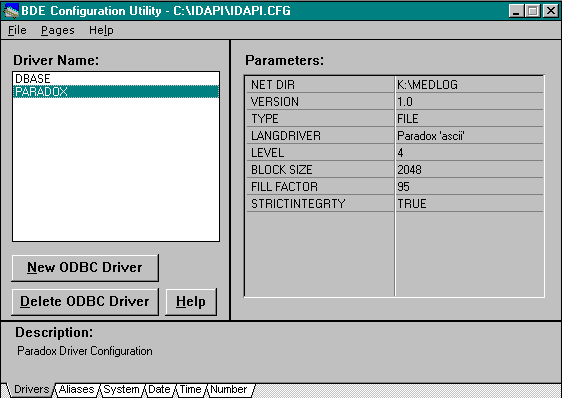 BDE Configuration Utility - C:\IDAPI\IDAPI.CFG
File Pages Help
Driver Name:
DBASE
PARADOX
New ODBC Driver
Delete ODBC Driver Help
Parameters:
NET DIR K:\MEDLOG
VERSION 1.0
TYPE FILE
LANGDRIVER Paradox 'ascii'
LEVEL 4
BLOCK SIZE 2048
FILL FACTOR 95
STRICTINTEGRTY TRUE
Description:
Paradox Driver Configuration
Drivers Aliases System Date Time Number